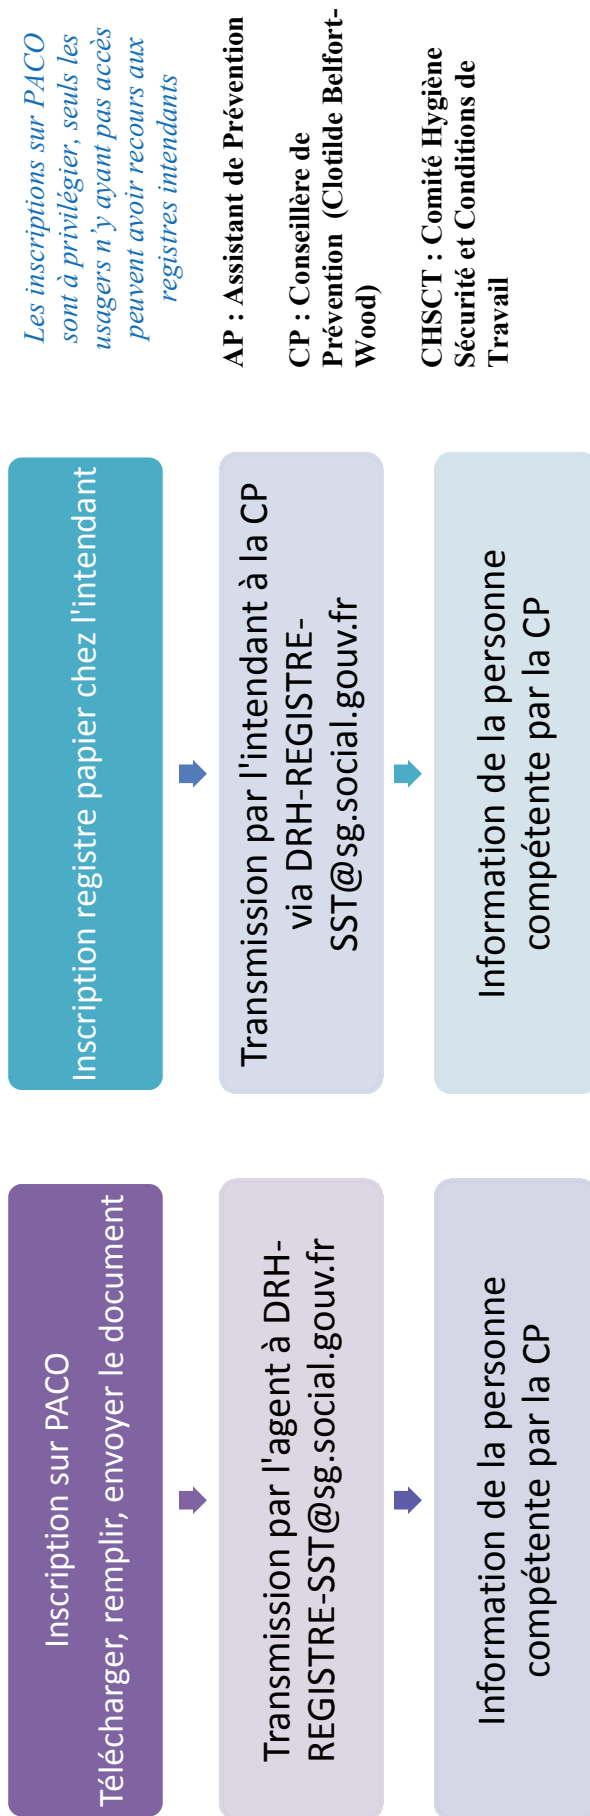 Inscription sur PACO
Télécharger, remplir, envoyer le document
Transmission par l'agent à DRH-
REGISTRE-SST@sg.social.gouv.fr
Information de la personne
compétente par la CP
Inscription registre papier chez l'intendant
Transmission par l'intendant à la CP
via DRH-REGISTRE-
SST@sg.social.gouv.fr
Information de la personne
compétente par la CP
Les inscriptions sur PACO
sont à privilégier, seuls les
usagers n'y ayant pas accès
peuvent avoir recours aux
registres intendants
AP : Assistant de Prévention
CP : Conseillère de
Prévention (Clotilde Belfort-
Wood)
CHSCT : Comité Hygiène
Sécurité et Conditions de
Travail